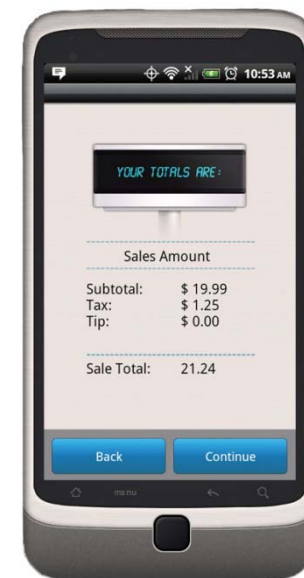 10:53 AM
YOUR TOTALS ARE:
Sales Amount
Subtotal: $ 19.99
Tax: $ 1.25
Tip: $ 0.00
Sale Total: 21.24
Back Continue
menu